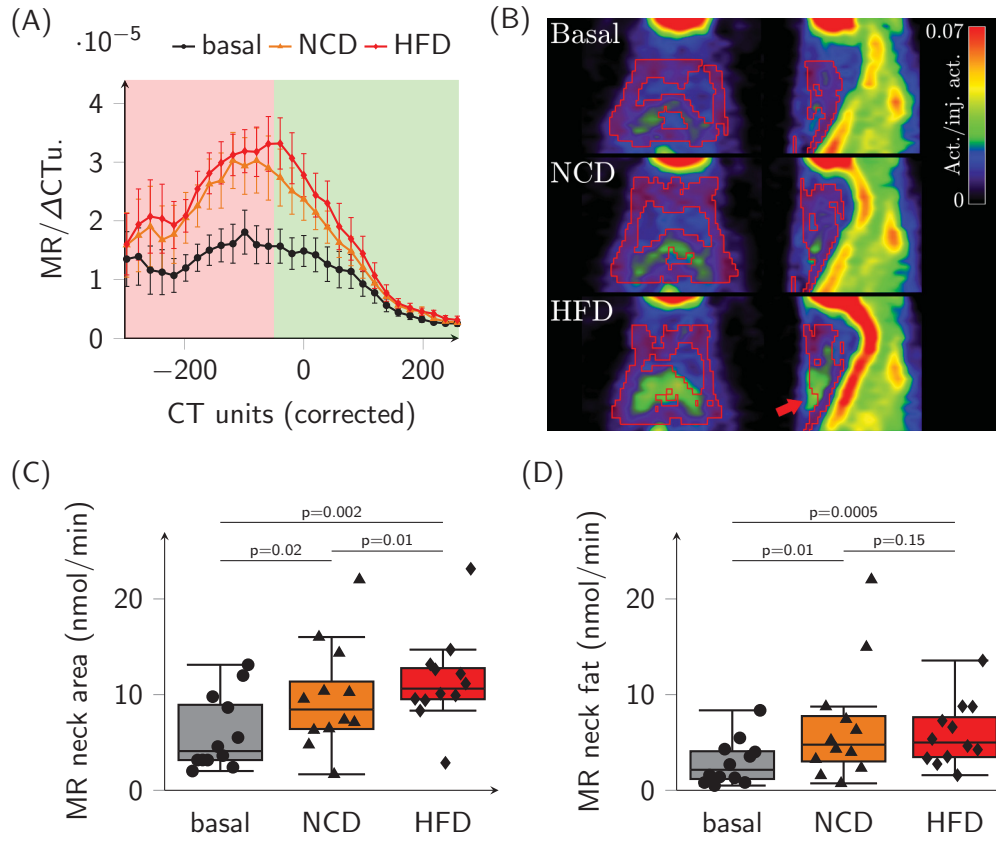 (A)
·10⁻⁵
basal NCD HFD
MR/ΔCTu.
4
3
2
1
0
−200 0 200
CT units (corrected)
(B)
Basal
NCD
HFD
0.07
Act./inj. act.
0
(C)
MR neck area (nmol/min)
p=0.002
p=0.02 p=0.01
20
10
0
basal NCD HFD
(D)
MR neck fat (nmol/min)
p=0.0005
p=0.01 p=0.15
20
10
0
basal NCD HFD